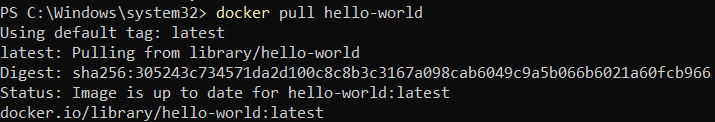 PS C:\Windows\system32> docker pull hello-world
Using default tag: latest
latest: Pulling from library/hello-world
Digest: sha256:305243c734571da2d100c8c8b3c3167a098cab6049c9a5b066b6021a60fcb966
Status: Image is up to date for hello-world:latest
docker.io/library/hello-world:latest